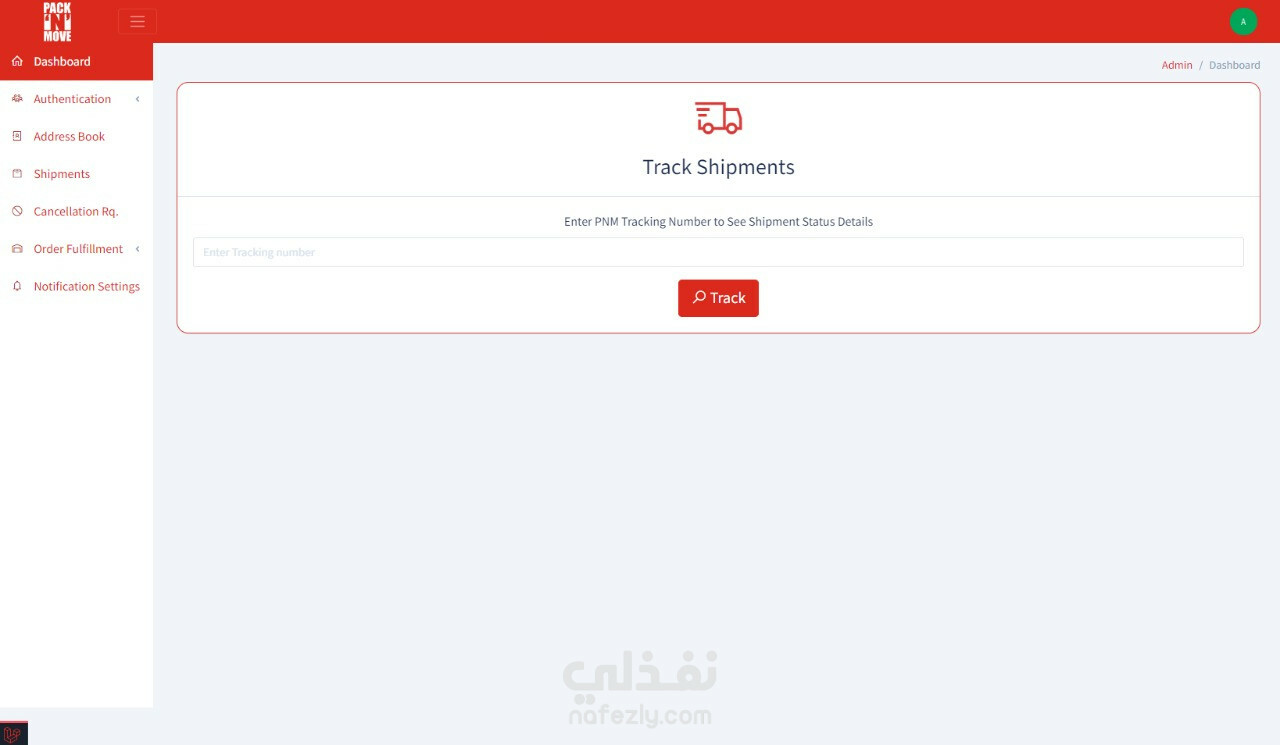 PACK
'N'
MOVE
A
Dashboard
Admin / Dashboard
Authentication
Address Book
Shipments
Cancellation Rq.
Order Fulfillment
Notification Settings
Track Shipments
Enter PNM Tracking Number to See Shipment Status Details
Enter Tracking number
Track
نفذلي
nafezly.com